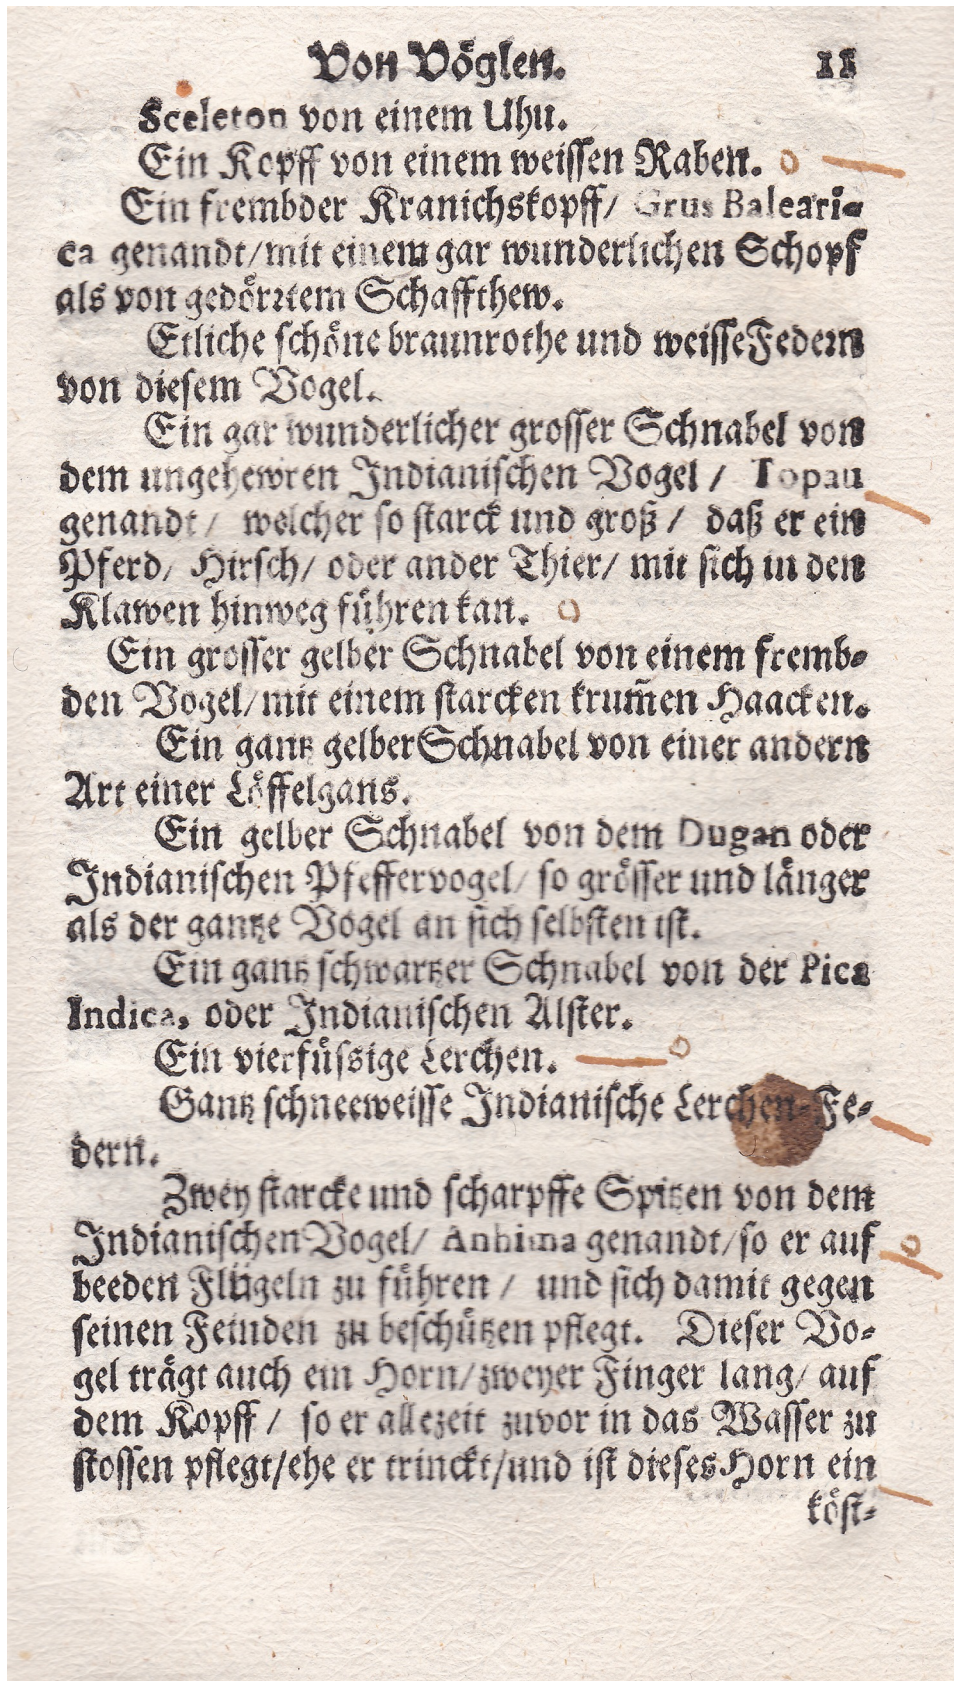 Von Vöglen. 11
Sceleton von einem Uhu.
Ein Kopff von einem weissen Raben.
Ein frembder Kranichskopff/ Grus Baleari-
ca genandt/mit einem gar wunderlichen Schopf
als von gedörrtem Schaffthew.
Etliche schöne braunrothe und weisse Federn
von diesem Vogel.
Ein gar wunderlicher grosser Schnabel von
dem ungehewren Indianischen Vogel / Topau
genandt / welcher so starck und groß / daß er ein
Pferd/ Hirsch/ oder ander Thier/ mit sich in den
Klawen hinweg führen kan.
Ein grosser gelber Schnabel von einem fremb-
den Vogel/mit einem starcken krum̃en Haacken.
Ein gantz gelber Schnabel von einer andern
Art einer Löffelgans.
Ein gelber Schnabel von dem Dugan oder
Indianischen Pfeffervogel/ so grösser und länger
als der gantze Vogel an sich selbsten ist.
Ein gantz schwartzer Schnabel von der Pica
Indica, oder Indianischen Alster.
Ein vierfüssige Lerchen.
Gantz schneeweisse Indianische Lerchen-Fe-
dern.
Zwey starcke und scharpffe Spitzen von dem
Indianischen Vogel/ Anhima genandt/so er auf
beeden Flügeln zu führen / und sich damit gegen
seinen Feinden zu beschützen pflegt. Dieser Vo-
gel trägt auch ein Horn/zweyer Finger lang/ auf
dem Kopff / so er allezeit zuvor in das Wasser zu
stossen pflegt/ehe er trinckt/und ist dieses Horn ein
köst-